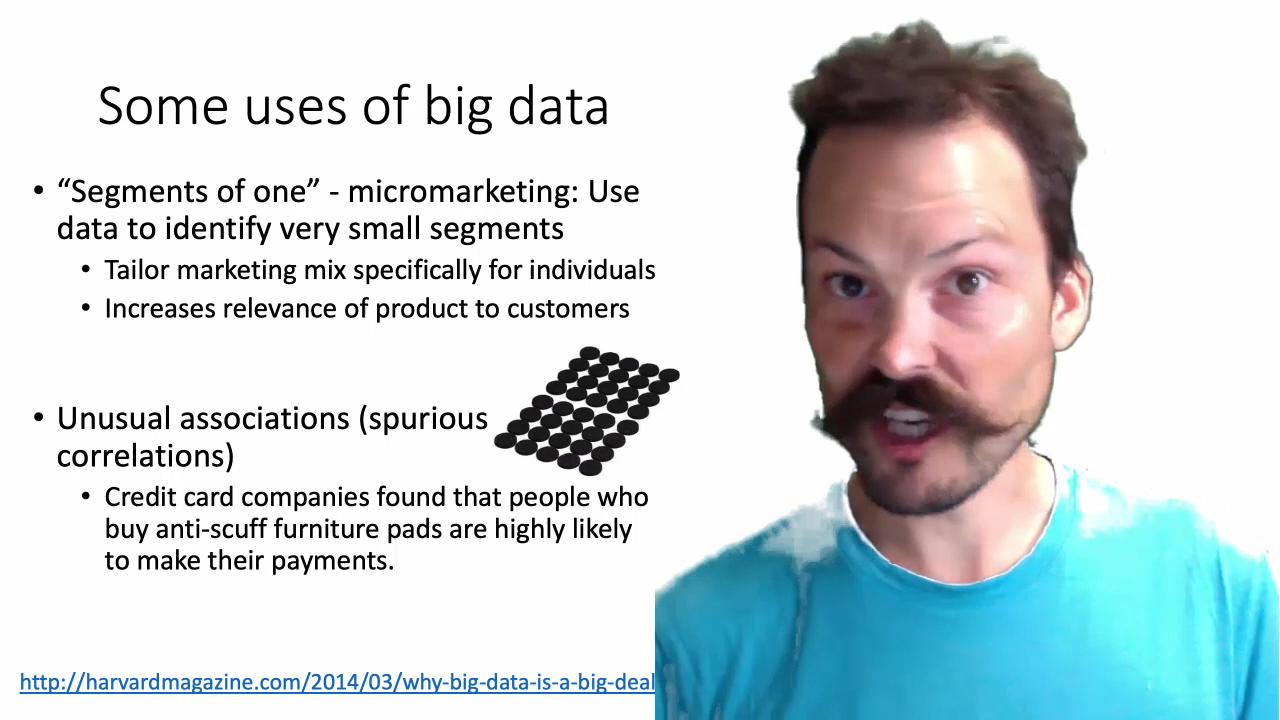 Some uses of big data
• “Segments of one” - micromarketing: Use
data to identify very small segments
• Tailor marketing mix specifically for individuals
• Increases relevance of product to customers
• Unusual associations (spurious
correlations)
• Credit card companies found that people who
buy anti-scuff furniture pads are highly likely
to make their payments.
http://harvardmagazine.com/2014/03/why-big-data-is-a-big-deal